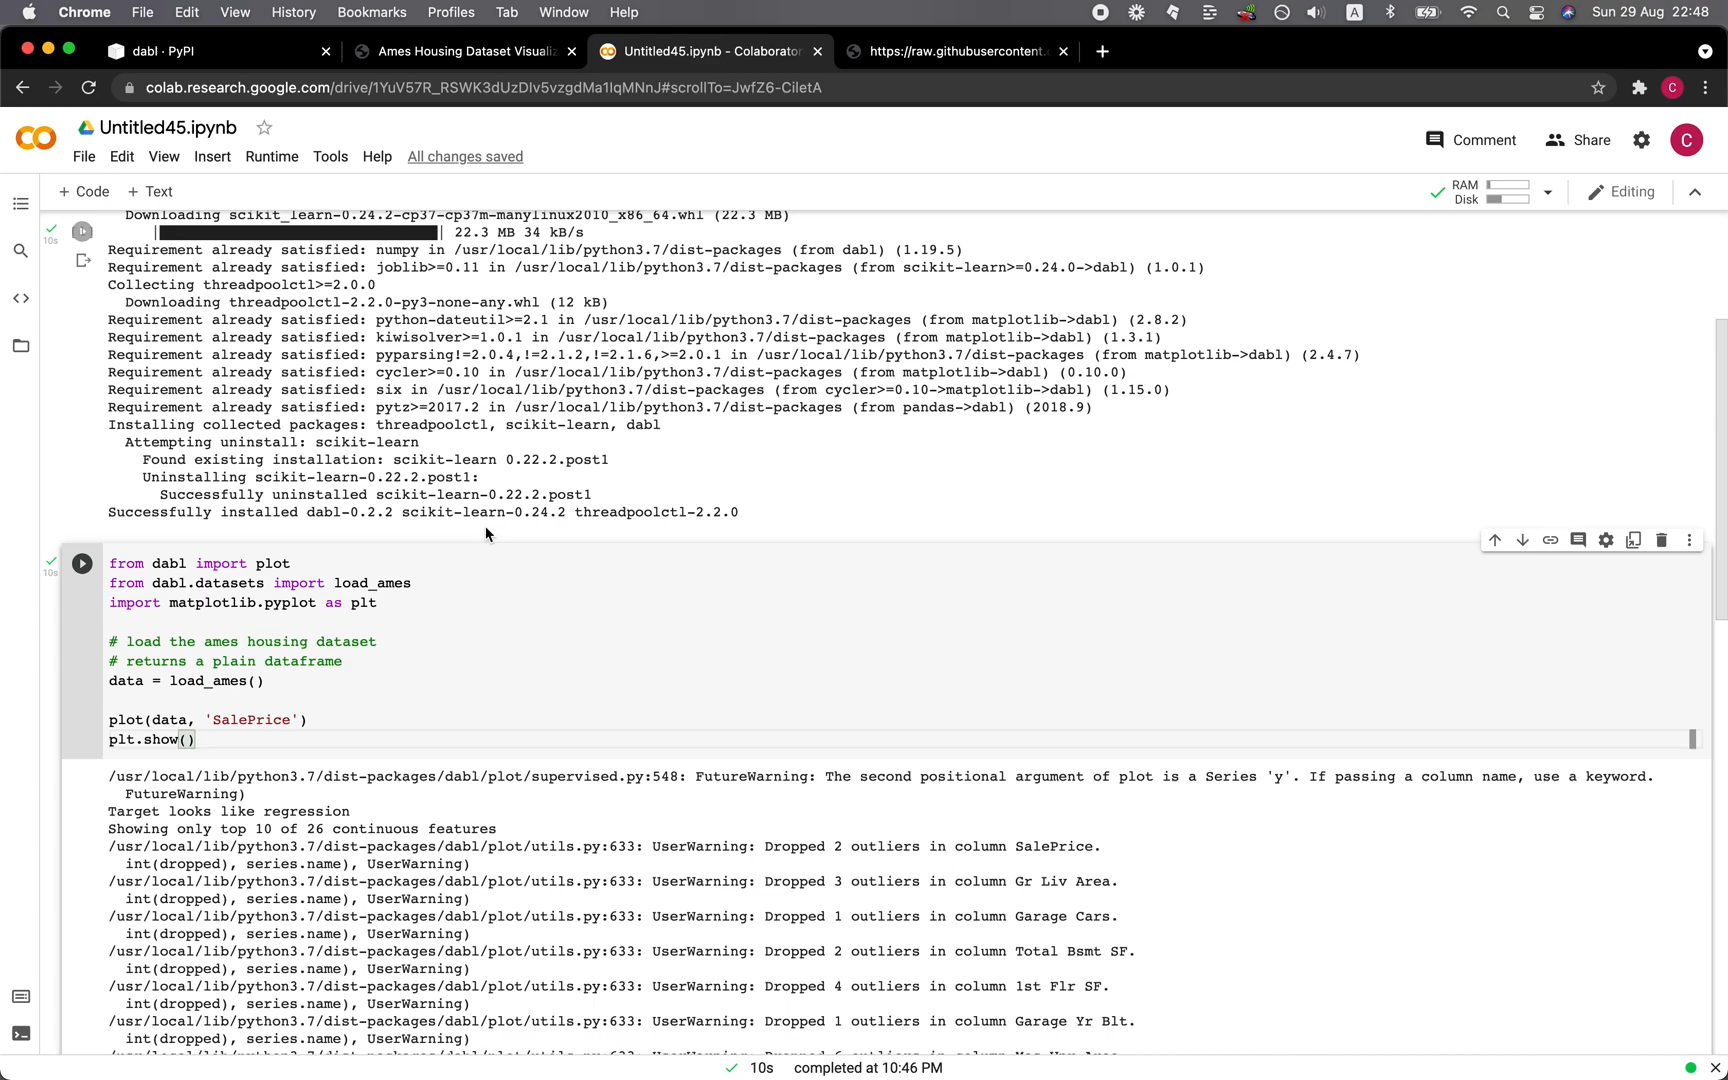 Chrome File Edit View History Bookmarks Profiles Tab Window Help A Sun 29 Aug 22:48
dabl · PyPI Ames Housing Dataset Visualiz Untitled45.ipynb - Colaborator https://raw.githubusercontent.
colab.research.google.com/drive/1YuV57R_RSWK3dUzDIv5vzgdMa1IqMNnJ#scrollTo=JwfZ6-CiletA C
Untitled45.ipynb
File Edit View Insert Runtime Tools Help All changes saved
Comment Share C
+ Code + Text
RAM
Disk
Editing
Downloading scikit_learn-0.24.2-cp37-cp37m-manylinux2010_x86_64.whl (22.3 MB)
10s
| | 22.3 MB 34 kB/s
Requirement already satisfied: numpy in /usr/local/lib/python3.7/dist-packages (from dabl) (1.19.5)
Requirement already satisfied: joblib>=0.11 in /usr/local/lib/python3.7/dist-packages (from scikit-learn>=0.24.0->dabl) (1.0.1)
Collecting threadpoolctl>=2.0.0
Downloading threadpoolctl-2.2.0-py3-none-any.whl (12 kB)
Requirement already satisfied: python-dateutil>=2.1 in /usr/local/lib/python3.7/dist-packages (from matplotlib->dabl) (2.8.2)
Requirement already satisfied: kiwisolver>=1.0.1 in /usr/local/lib/python3.7/dist-packages (from matplotlib->dabl) (1.3.1)
Requirement already satisfied: pyparsing!=2.0.4,!=2.1.2,!=2.1.6,>=2.0.1 in /usr/local/lib/python3.7/dist-packages (from matplotlib->dabl) (2.4.7)
Requirement already satisfied: cycler>=0.10 in /usr/local/lib/python3.7/dist-packages (from matplotlib->dabl) (0.10.0)
Requirement already satisfied: six in /usr/local/lib/python3.7/dist-packages (from cycler>=0.10->matplotlib->dabl) (1.15.0)
Requirement already satisfied: pytz>=2017.2 in /usr/local/lib/python3.7/dist-packages (from pandas->dabl) (2018.9)
Installing collected packages: threadpoolctl, scikit-learn, dabl
Attempting uninstall: scikit-learn
Found existing installation: scikit-learn 0.22.2.post1
Uninstalling scikit-learn-0.22.2.post1:
Successfully uninstalled scikit-learn-0.22.2.post1
Successfully installed dabl-0.2.2 scikit-learn-0.24.2 threadpoolctl-2.2.0
10s
from dabl import plot
from dabl.datasets import load_ames
import matplotlib.pyplot as plt
# load the ames housing dataset
# returns a plain dataframe
data = load_ames()
plot(data, 'SalePrice')
plt.show()
/usr/local/lib/python3.7/dist-packages/dabl/plot/supervised.py:548: FutureWarning: The second positional argument of plot is a Series 'y'. If passing a column name, use a keyword.
FutureWarning)
Target looks like regression
Showing only top 10 of 26 continuous features
/usr/local/lib/python3.7/dist-packages/dabl/plot/utils.py:633: UserWarning: Dropped 2 outliers in column SalePrice.
int(dropped), series.name), UserWarning)
/usr/local/lib/python3.7/dist-packages/dabl/plot/utils.py:633: UserWarning: Dropped 3 outliers in column Gr Liv Area.
int(dropped), series.name), UserWarning)
/usr/local/lib/python3.7/dist-packages/dabl/plot/utils.py:633: UserWarning: Dropped 1 outliers in column Garage Cars.
int(dropped), series.name), UserWarning)
/usr/local/lib/python3.7/dist-packages/dabl/plot/utils.py:633: UserWarning: Dropped 2 outliers in column Total Bsmt SF.
int(dropped), series.name), UserWarning)
/usr/local/lib/python3.7/dist-packages/dabl/plot/utils.py:633: UserWarning: Dropped 4 outliers in column 1st Flr SF.
int(dropped), series.name), UserWarning)
/usr/local/lib/python3.7/dist-packages/dabl/plot/utils.py:633: UserWarning: Dropped 1 outliers in column Garage Yr Blt.
int(dropped), series.name), UserWarning)
10s completed at 10:46 PM